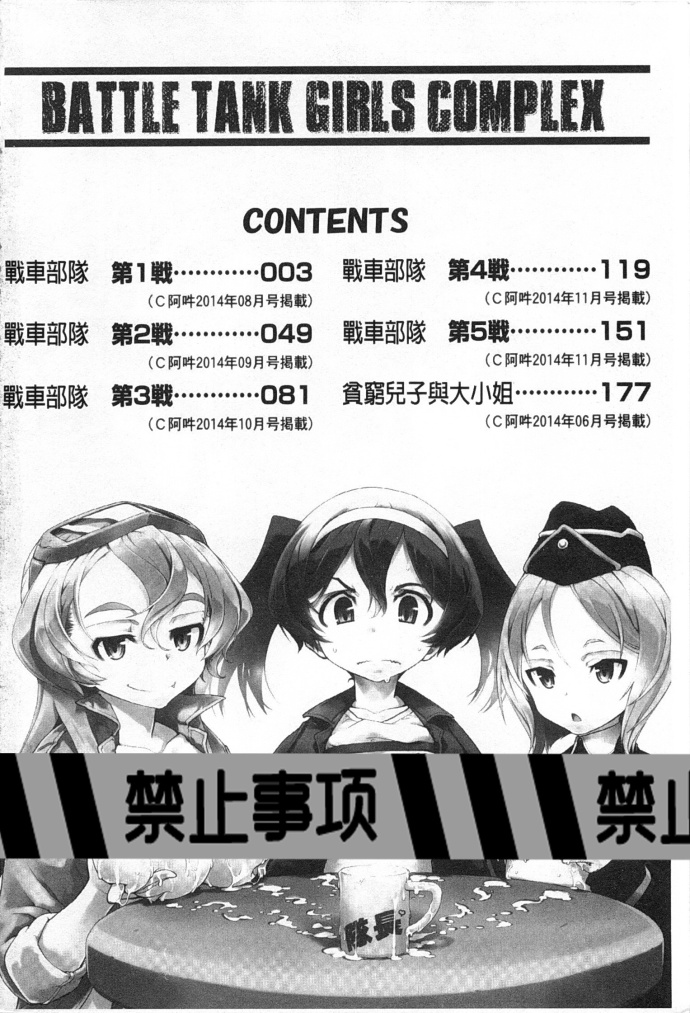 BATTLE TANK GIRLS COMPLEX
CONTENTS
戰車部隊 第1戦…………003
（C阿吽2014年08月号掲載）
戰車部隊 第2戦…………049
（C阿吽2014年09月号掲載）
戰車部隊 第3戦…………081
（C阿吽2014年10月号掲載）
戰車部隊 第4戦…………119
（C阿吽2014年11月号掲載）
戰車部隊 第5戦…………151
（C阿吽2014年11月号掲載）
貧窮兒子與大小姐…………177
（C阿吽2014年06月号掲載）
禁止事项 禁止
隊長